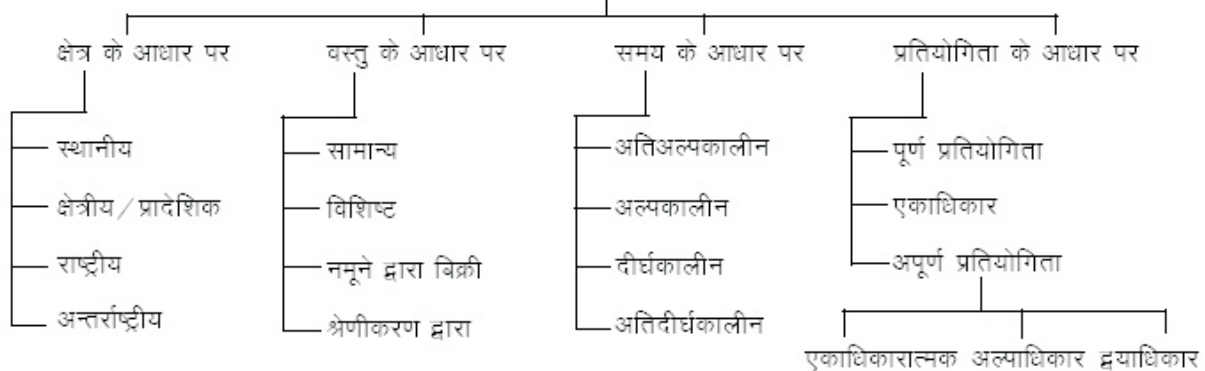 क्षेत्र के आधार पर
स्थानीय
क्षेत्रीय / प्रादेशिक
राष्ट्रीय
अन्तर्राष्ट्रीय
वस्तु के आधार पर
सामान्य
विशिष्ट
नमूने द्वारा बिक्री
श्रेणीकरण द्वारा
समय के आधार पर
अतिअल्पकालीन
अल्पकालीन
दीर्घकालीन
अतिदीर्घकालीन
प्रतियोगिता के आधार पर
पूर्ण प्रतियोगिता
एकाधिकार
अपूर्ण प्रतियोगिता
एकाधिकारात्मक अल्पाधिकार द्वयाधिकार